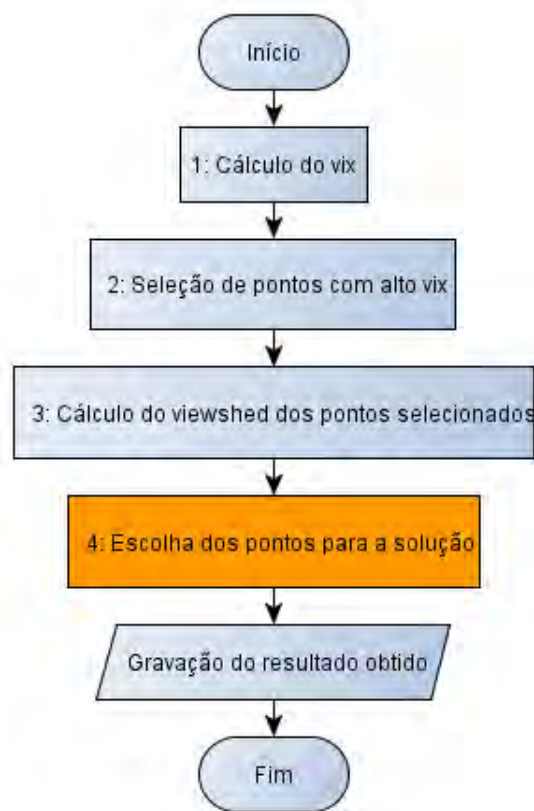 Início
1: Cálculo do vix
2: Seleção de pontos com alto vix
3: Cálculo do viewshed dos pontos selecionados
4: Escolha dos pontos para a solução
Gravação do resultado obtido
Fim